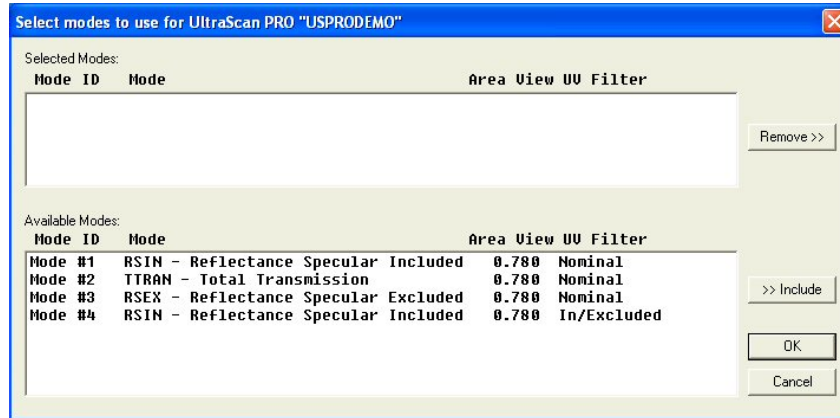 Select modes to use for UltraScan PRO "USPRODEMO"
Selected Modes:
Mode ID Mode Area View UV Filter
Remove >>
Available Modes:
Mode ID Mode Area View UV Filter
Mode #1 RSIN - Reflectance Specular Included 0.780 Nominal
Mode #2 TTRAN - Total Transmission 0.780 Nominal
Mode #3 RSEX - Reflectance Specular Excluded 0.780 Nominal
Mode #4 RSIN - Reflectance Specular Included 0.780 In/Excluded
>> Include
OK
Cancel